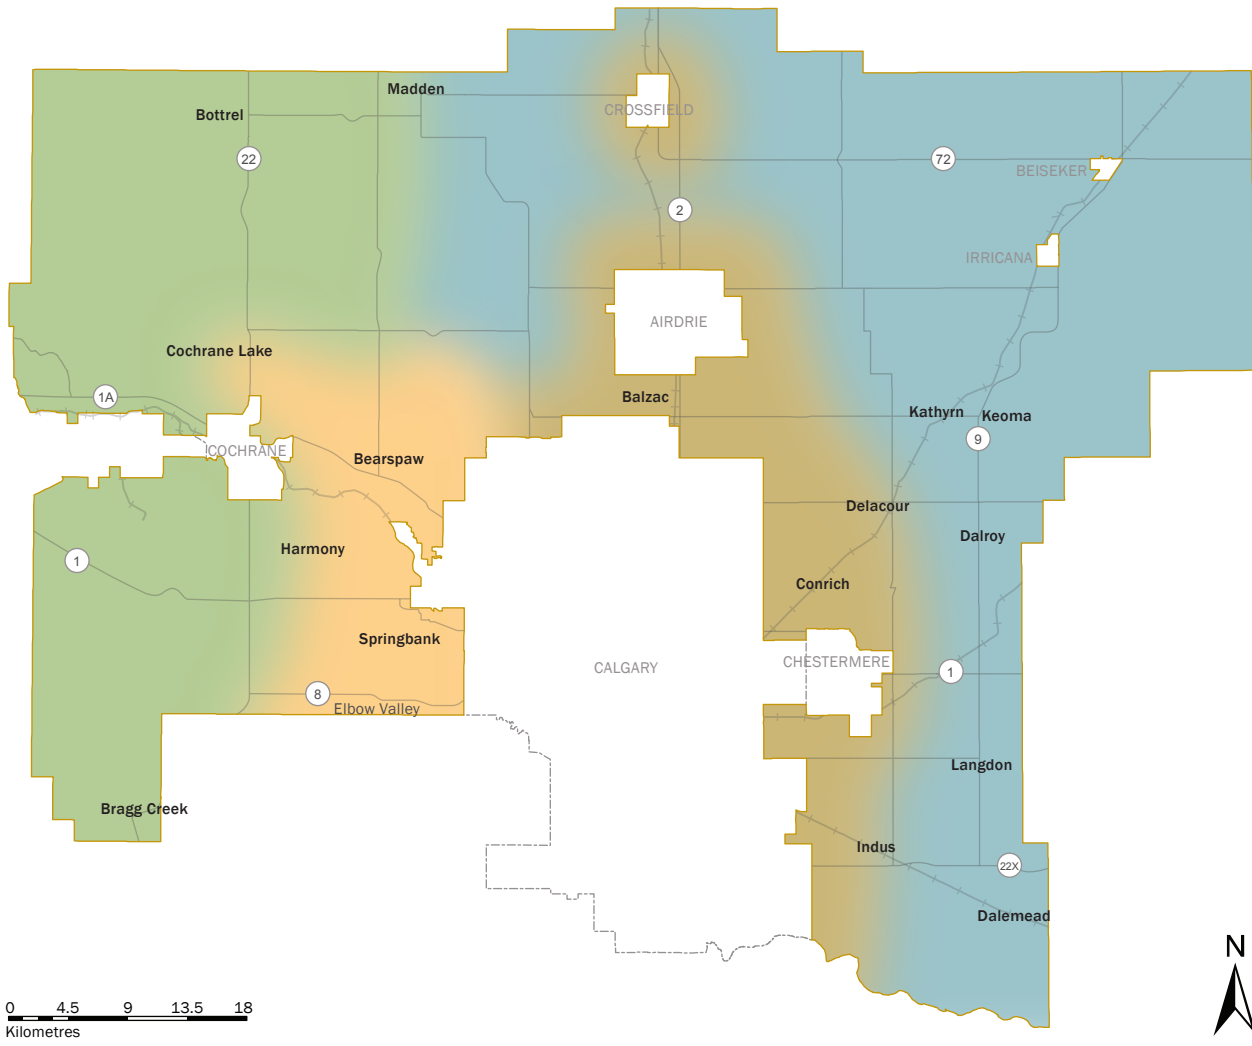 Madden
Bottrel
CROSSFIELD
22
72
BEISEKER
2
IRRICANA
AIRDRIE
Cochrane Lake
1A
Balzac
Kathyrn
Keoma
9
COCHRANE
Bearspaw
Delacour
Dalroy
Harmony
1
Conrich
Springbank
CALGARY
CHESTERMERE
1
8
Elbow Valley
Langdon
Bragg Creek
Indus
22X
Dalemead
N
0 4.5 9 13.5 18
Kilometres